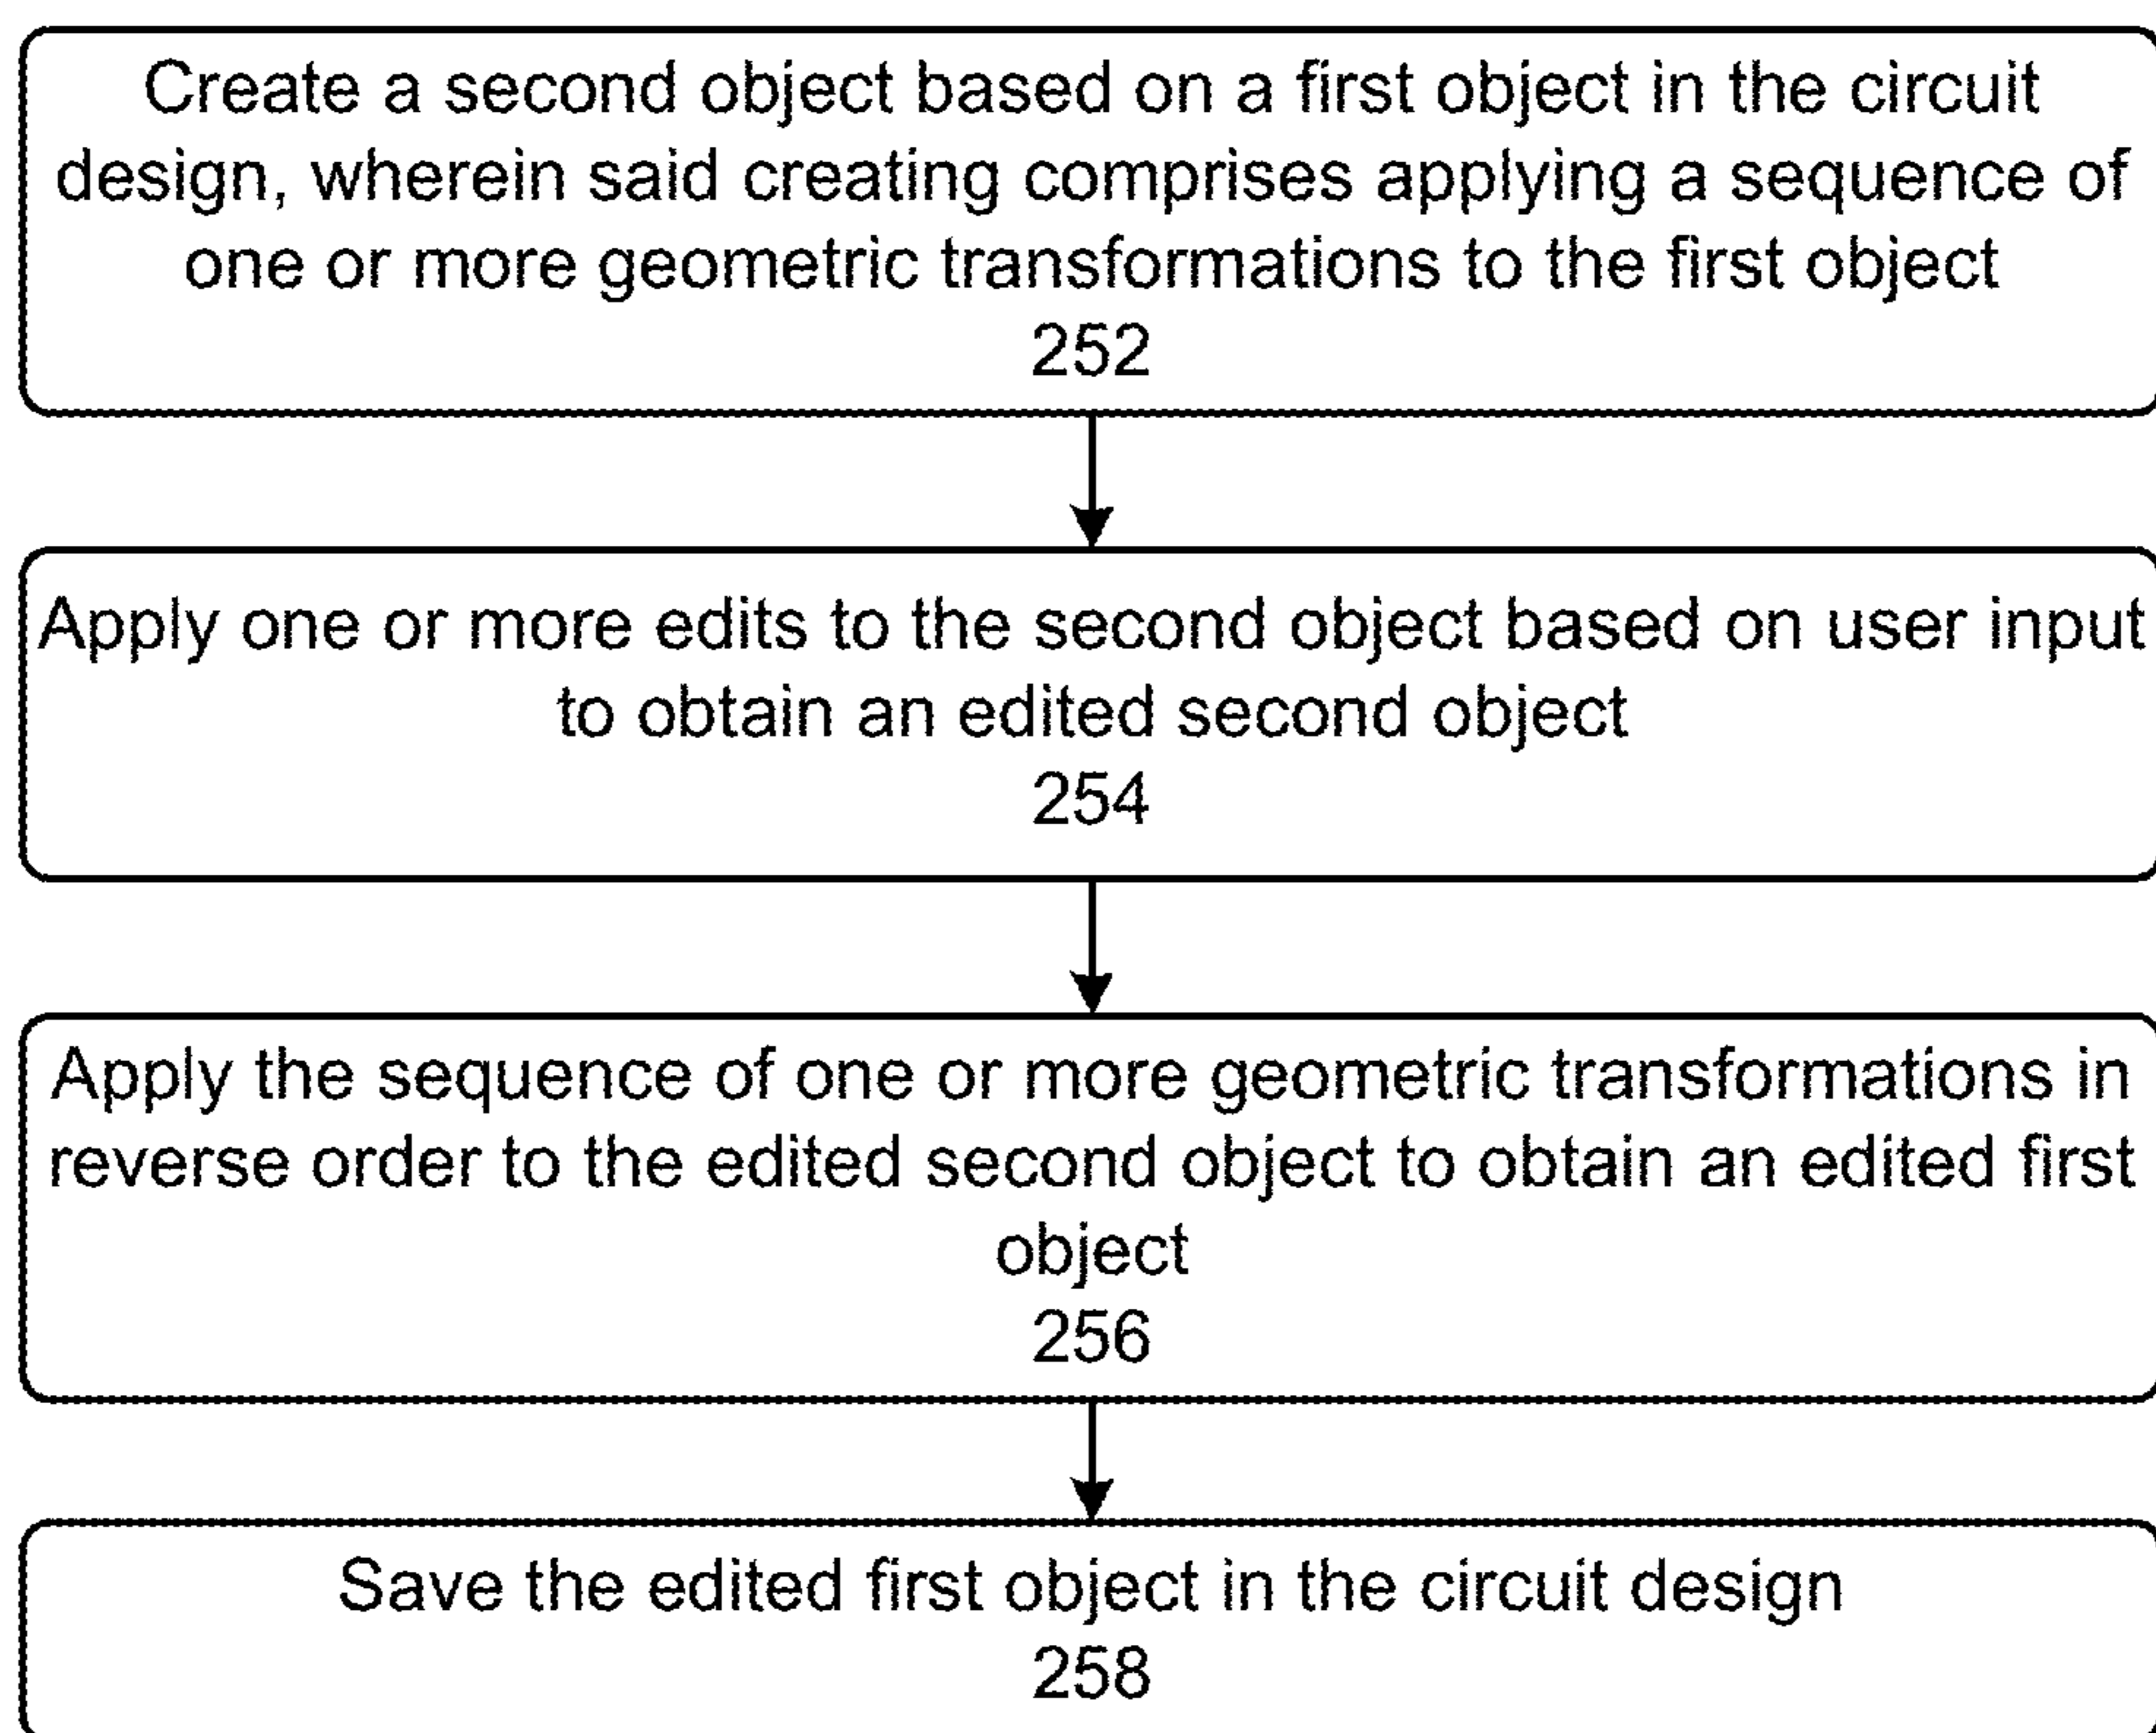 Create a second object based on a first object in the circuit
design, wherein said creating comprises applying a sequence of
one or more geometric transformations to the first object
252
Apply one or more edits to the second object based on user input
to obtain an edited second object
254
Apply the sequence of one or more geometric transformations in
reverse order to the edited second object to obtain an edited first
object
256
Save the edited first object in the circuit design
258